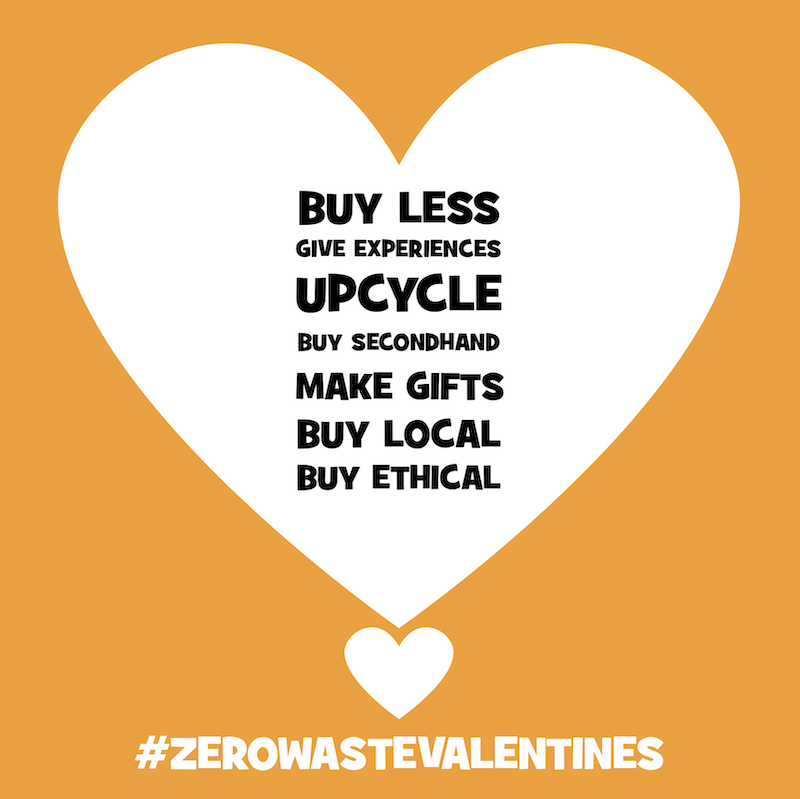 BUY LESS
GIVE EXPERIENCES
UPCYCLE
BUY SECONDHAND
MAKE GIFTS
BUY LOCAL
BUY ETHICAL
#ZEROWASTEVALENTINES